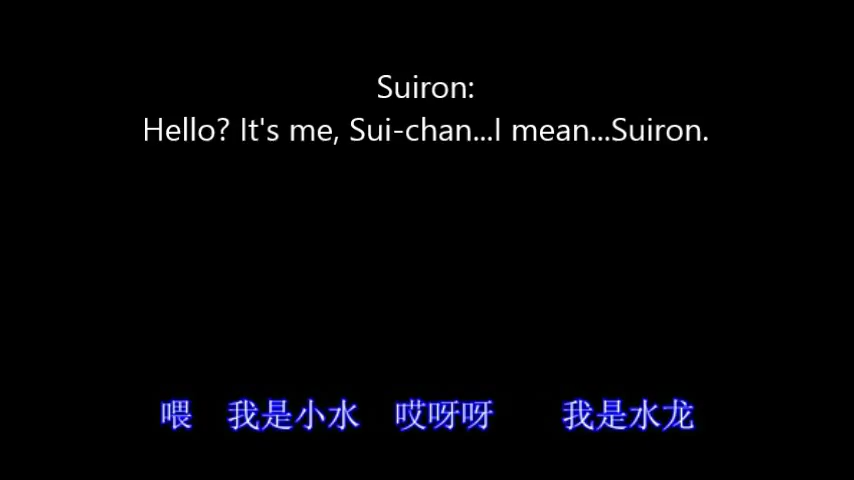 Suiron:
Hello? It's me, Sui-chan...I mean...Suiron.
喂 我是小水 哎呀呀 我是水龙